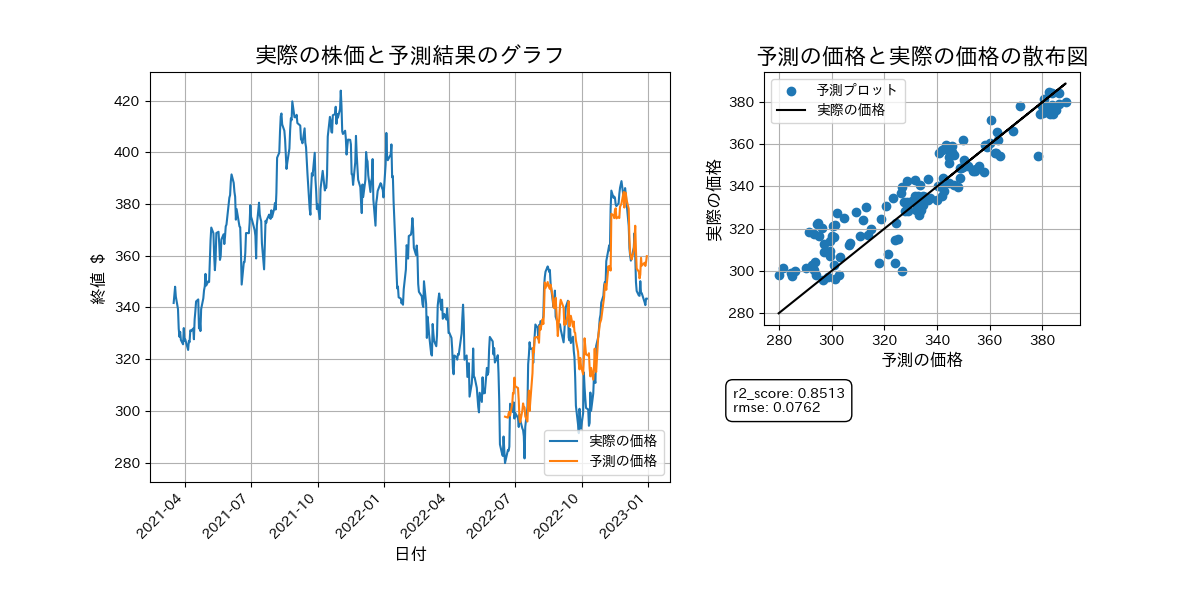 実際の株価と予測結果のグラフ
420
400
380
360
340
320
300
280
終値 $
実際の価格
予測の価格
2021-04
2021-07
2021-10
2022-01
2022-04
2022-07
2022-10
2023-01
日付
予測の価格と実際の価格の散布図
予測プロット
実際の価格
380
360
340
320
300
280
実際の価格
280
300
320
340
360
380
予測の価格
r2_score: 0.8513
rmse: 0.0762